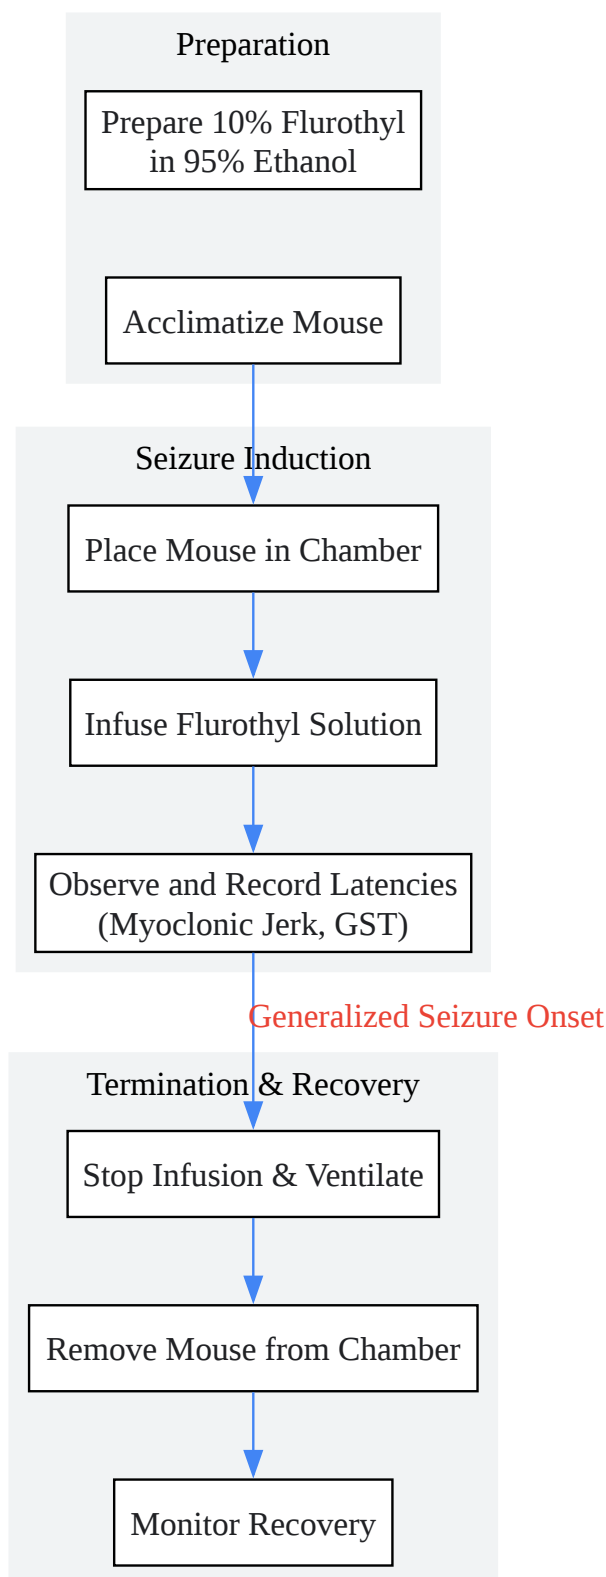 Preparation
Prepare 10% Flurothyl
in 95% Ethanol
Acclimatize Mouse
Seizure Induction
Place Mouse in Chamber
Infuse Flurothyl Solution
Observe and Record Latencies
(Myoclonic Jerk, GST)
Generalized Seizure Onset
Termination & Recovery
Stop Infusion & Ventilate
Remove Mouse from Chamber
Monitor Recovery